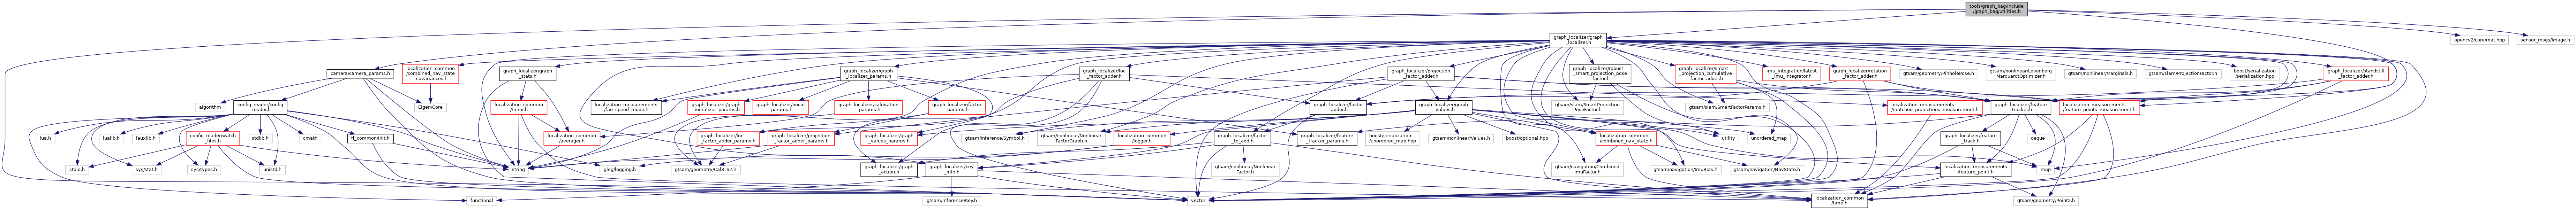 tools/graph_bag/include
/graph_bag/utilities.h
graph_localizer/graph
_localizer.h
opencv2/core/mat.hpp
sensor_msgs/Image.h
camera/camera_params.h
localization_common
/combined_nav_state
_covariances.h
graph_localizer/graph
_stats.h
graph_localizer/graph
_localizer_params.h
graph_localizer/loc
_factor_adder.h
graph_localizer/projection
_factor_adder.h
graph_localizer/robust
_smart_projection_pose
_factor.h
graph_localizer/smart
_projection_cumulative
_factor_adder.h
imu_integration/latest
_imu_integrator.h
graph_localizer/rotation
_factor_adder.h
gtsam/geometry/PinholePose.h
gtsam/nonlinear/Levenberg
MarquardtOptimizer.h
gtsam/nonlinear/Marginals.h
gtsam/slam/ProjectionFactor.h
boost/serialization
/serialization.hpp
graph_localizer/standstill
_factor_adder.h
algorithm
config_reader/config
_reader.h
Eigen/Core
localization_common
/timer.h
localization_measurements
/fan_speed_mode.h
graph_localizer/graph
_initializer_params.h
graph_localizer/noise
_params.h
graph_localizer/calibration
_params.h
graph_localizer/factor
_params.h
graph_localizer/factor
_adder.h
graph_localizer/graph
_values.h
gtsam/slam/SmartProjection
PoseFactor.h
gtsam/slam/SmartFactorParams.h
localization_measurements
/matched_projections_measurement.h
graph_localizer/feature
_tracker.h
localization_measurements
/feature_points_measurement.h
lua.h
lualib.h
lauxlib.h
config_reader/watch
_files.h
stdlib.h
cmath
ff_common/init.h
localization_common
/averager.h
graph_localizer/loc
_factor_adder_params.h
graph_localizer/projection
_factor_adder_params.h
graph_localizer/graph
_values_params.h
gtsam/inference/Symbol.h
gtsam/nonlinear/Nonlinear
FactorGraph.h
localization_common
/logger.h
graph_localizer/factor
_to_add.h
graph_localizer/feature
_tracker_params.h
boost/serialization
/unordered_map.hpp
gtsam/nonlinear/Values.h
boost/optional.hpp
localization_common
/combined_nav_state.h
utility
unordered_map
graph_localizer/feature
_track.h
deque
stdio.h
sys/stat.h
sys/types.h
unistd.h
string
glog/logging.h
gtsam/geometry/Cal3_S2.h
graph_localizer/graph
_action.h
graph_localizer/key
_info.h
gtsam/nonlinear/Nonlinear
Factor.h
gtsam/navigation/Combined
ImuFactor.h
gtsam/navigation/ImuBias.h
gtsam/navigation/NavState.h
localization_measurements
/feature_point.h
map
functional
gtsam/inference/Key.h
vector
localization_common
/time.h
gtsam/geometry/Point2.h